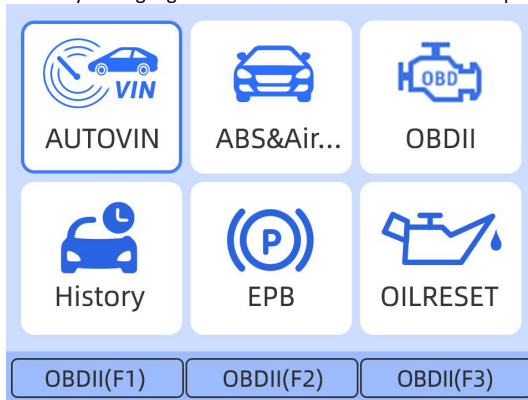 VIN
OBD
AUTOVIN
ABS&Air...
OBDII
P
History
EPB
OILRESET
OBDII(F1)
OBDII(F2)
OBDII(F3)